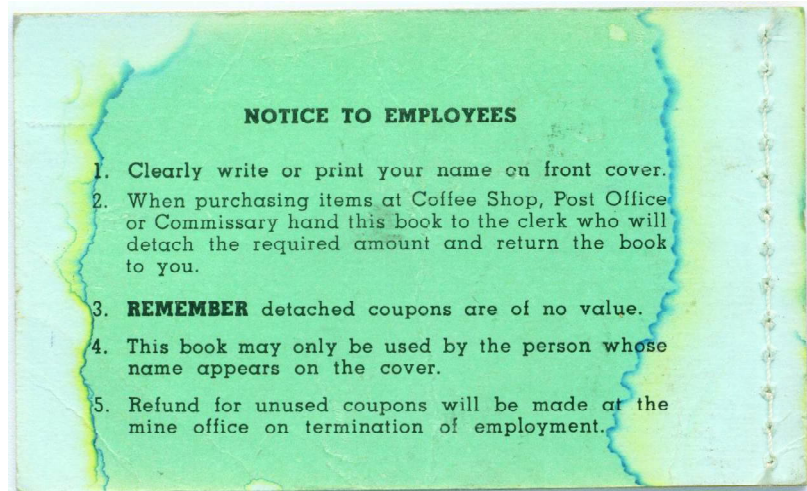 NOTICE TO EMPLOYEES
1. Clearly write or print your name on front cover.
2. When purchasing items at Coffee Shop, Post Office
or Commissary hand this book to the clerk who will
detach the required amount and return the book
to you.
3. REMEMBER detached coupons are of no value.
4. This book may only be used by the person whose
name appears on the cover.
5. Refund for unused coupons will be made at the
mine office on termination of employment.